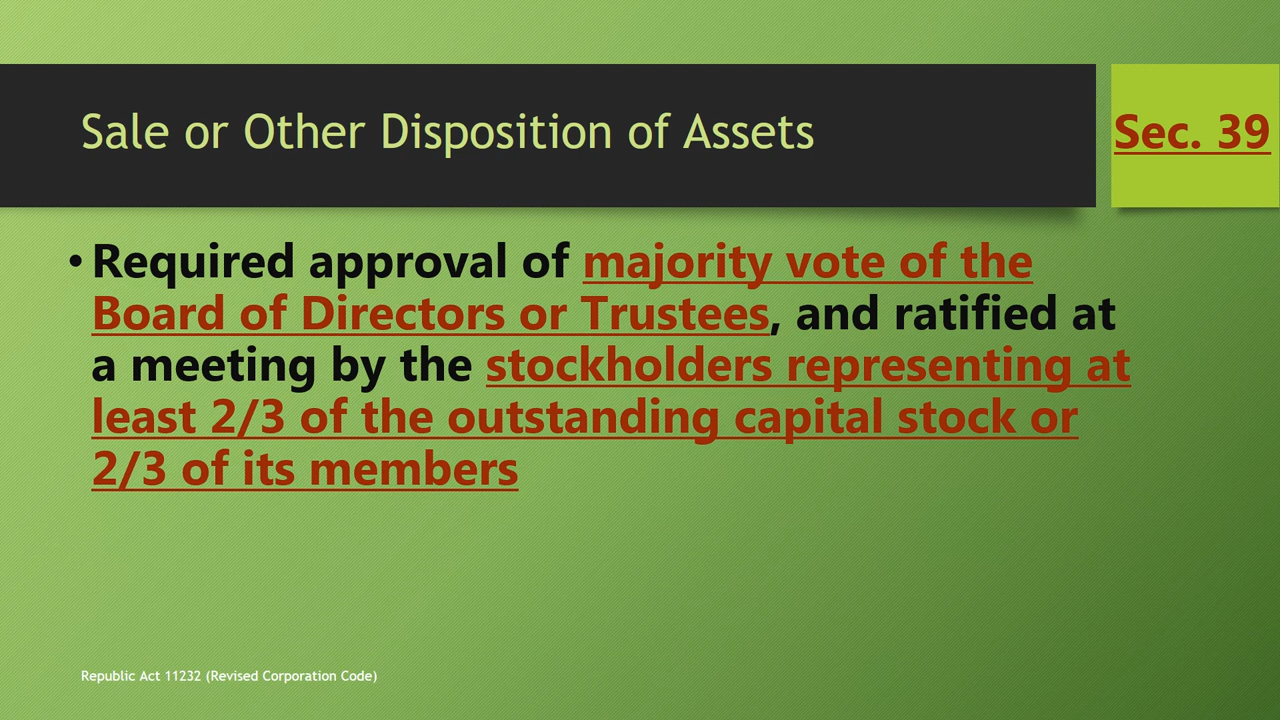 Sale or Other Disposition of Assets
Sec. 39
• Required approval of majority vote of the
Board of Directors or Trustees, and ratified at
a meeting by the stockholders representing at
least 2/3 of the outstanding capital stock or
2/3 of its members
Republic Act 11232 (Revised Corporation Code)